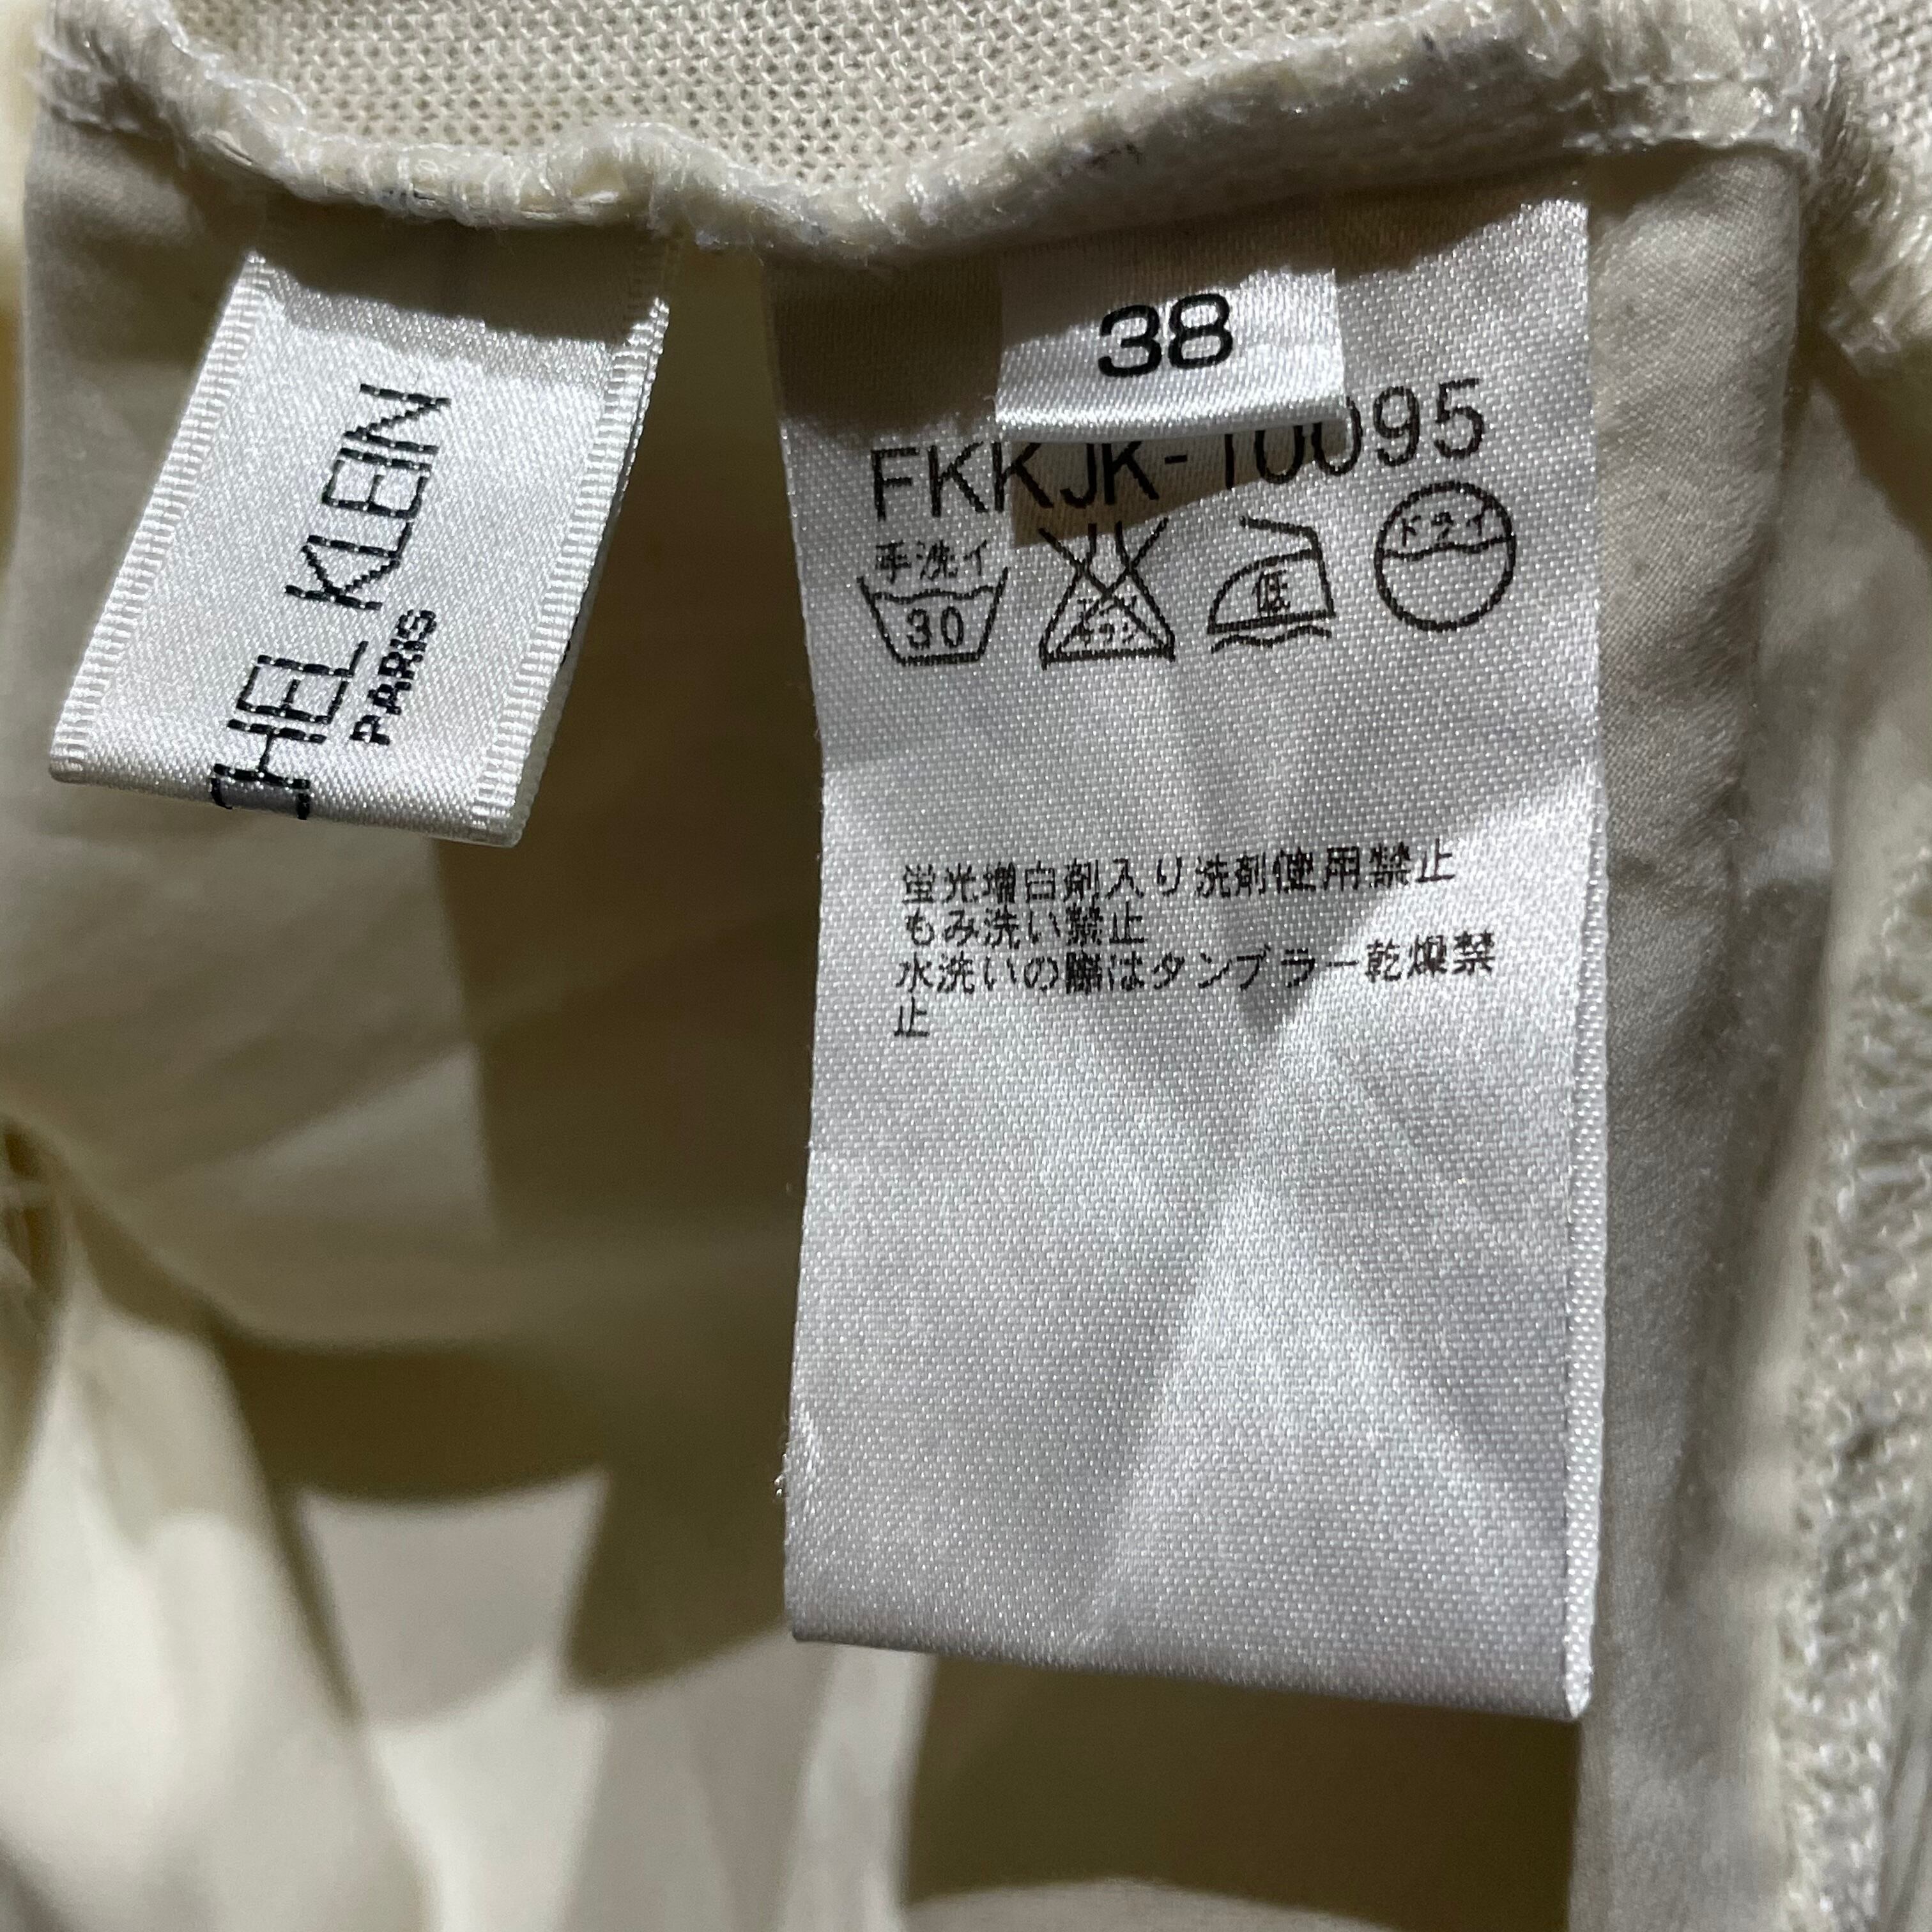 CHEL KLEIN
PARIS
38
FKKJK-10095
手洗イ
30
低
ドライ
蛍光増白剤入り洗剤使用禁止
もみ洗い禁止
水洗いの際はタンブラー乾燥禁
止